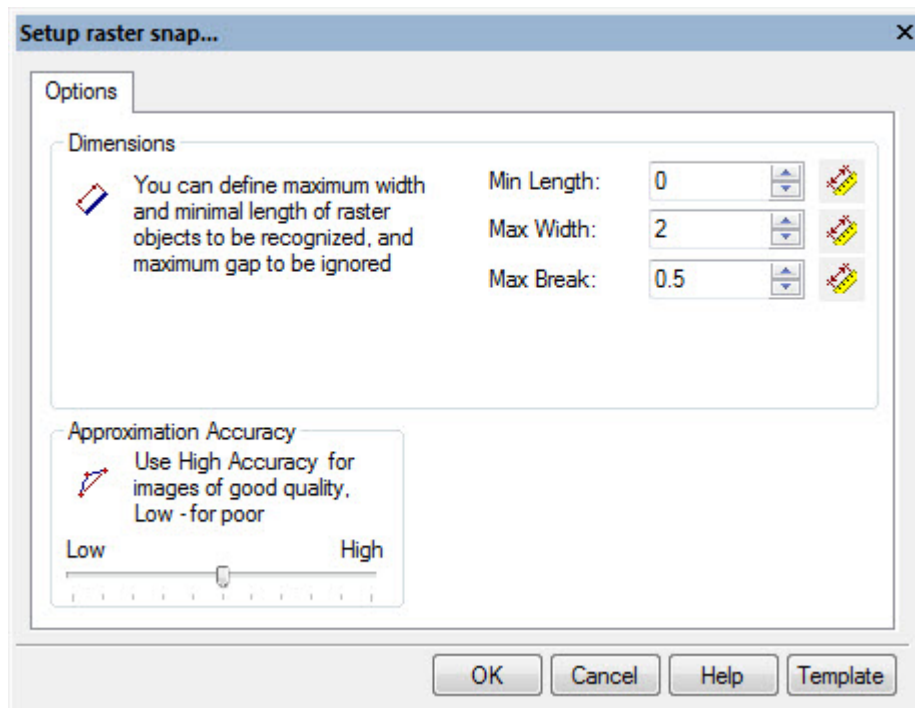 Setup raster snap...
Options
Dimensions
You can define maximum width
and minimal length of raster
objects to be recognized, and
maximum gap to be ignored
Min Length: 0
Max Width: 2
Max Break: 0.5
Approximation Accuracy
Use High Accuracy for
images of good quality,
Low - for poor
Low High
OK Cancel Help Template